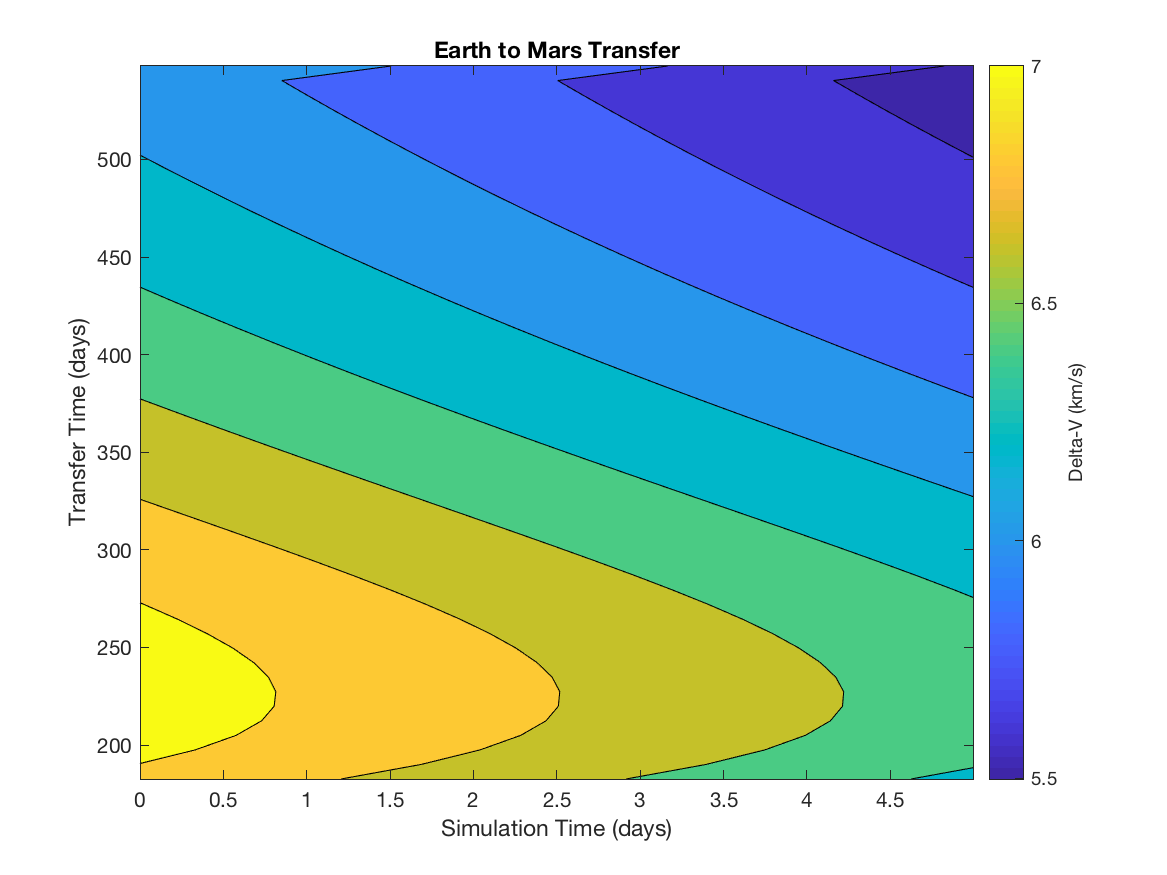 Earth to Mars Transfer
Transfer Time (days)
500
450
400
350
300
250
200
0 0.5 1 1.5 2 2.5 3 3.5 4 4.5
Simulation Time (days)
7
6.5
6
5.5
Delta-V (km/s)